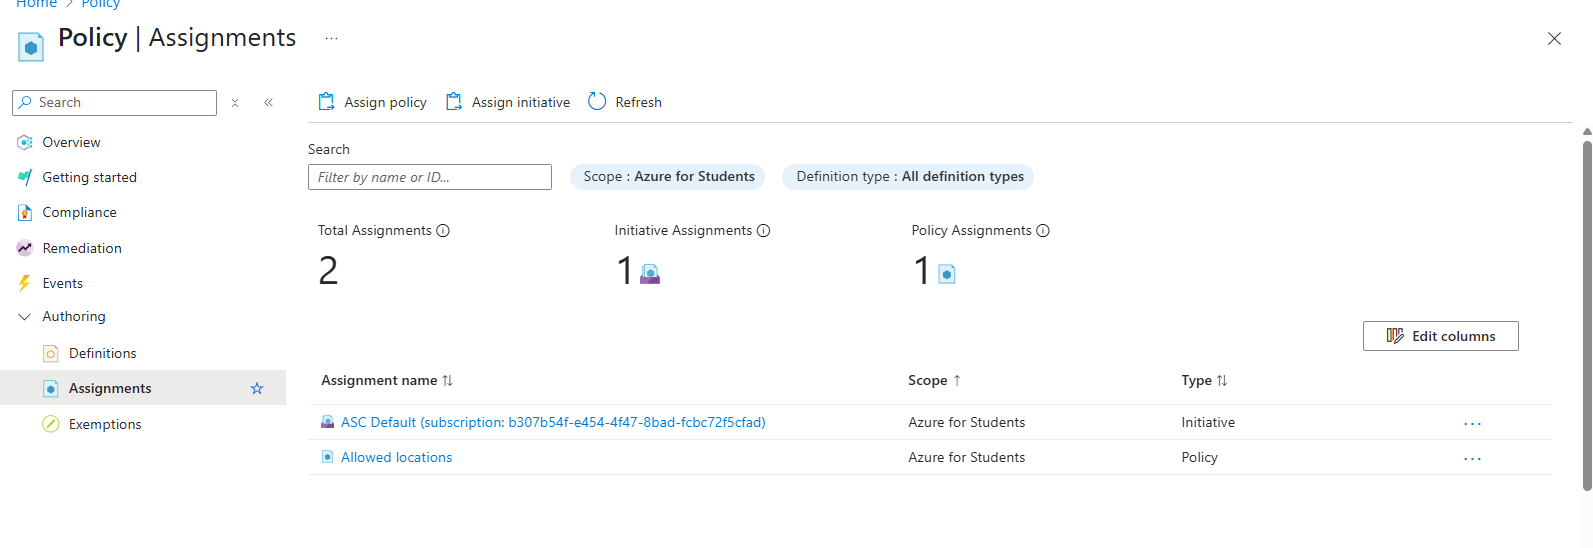 Home > Policy
Policy | Assignments ...
Search
Overview
Getting started
Compliance
Remediation
Events
Authoring
Definitions
Assignments
Exemptions
Assign policy Assign initiative Refresh
Search
Filter by name or ID... Scope : Azure for Students Definition type : All definition types
Total Assignments Initiative Assignments Policy Assignments
2 1 1
Edit columns
Assignment name Scope Type
ASC Default (subscription: b307b54f-e454-4f47-8bad-fcbc72f5cfad) Azure for Students Initiative ...
Allowed locations Azure for Students Policy ...